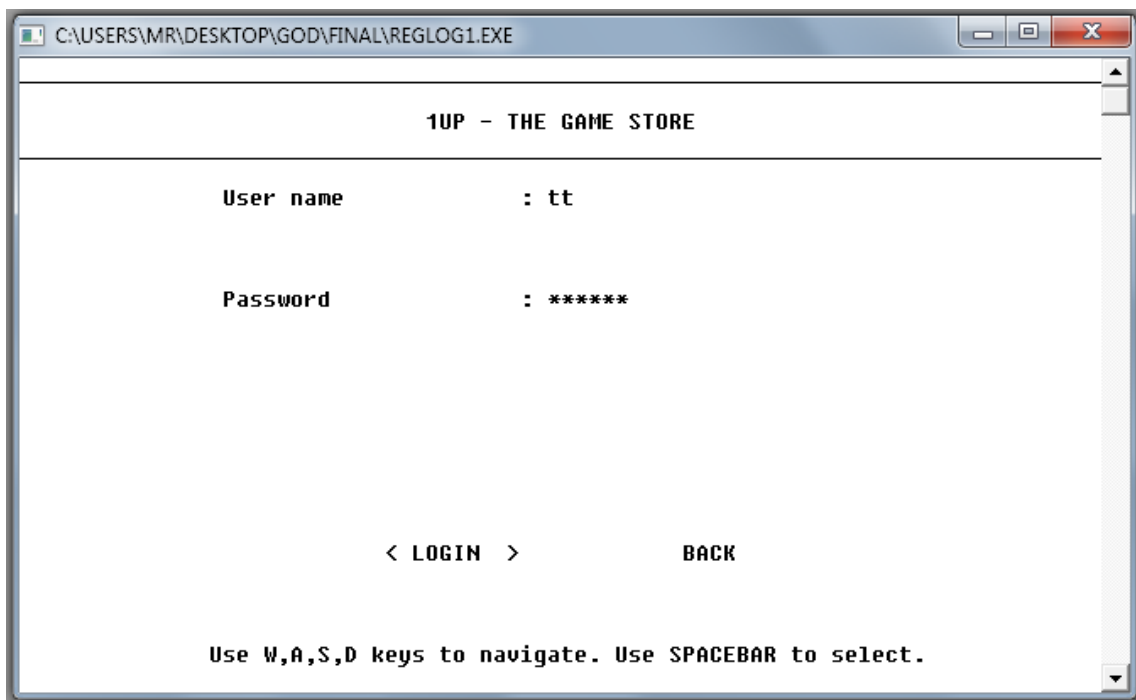 C:\USERS\MR\DESKTOP\GOD\FINAL\REGLOG1.EXE
1UP - THE GAME STORE
User name : tt
Password : ******
< LOGIN > BACK
Use W,A,S,D keys to navigate. Use SPACEBAR to select.